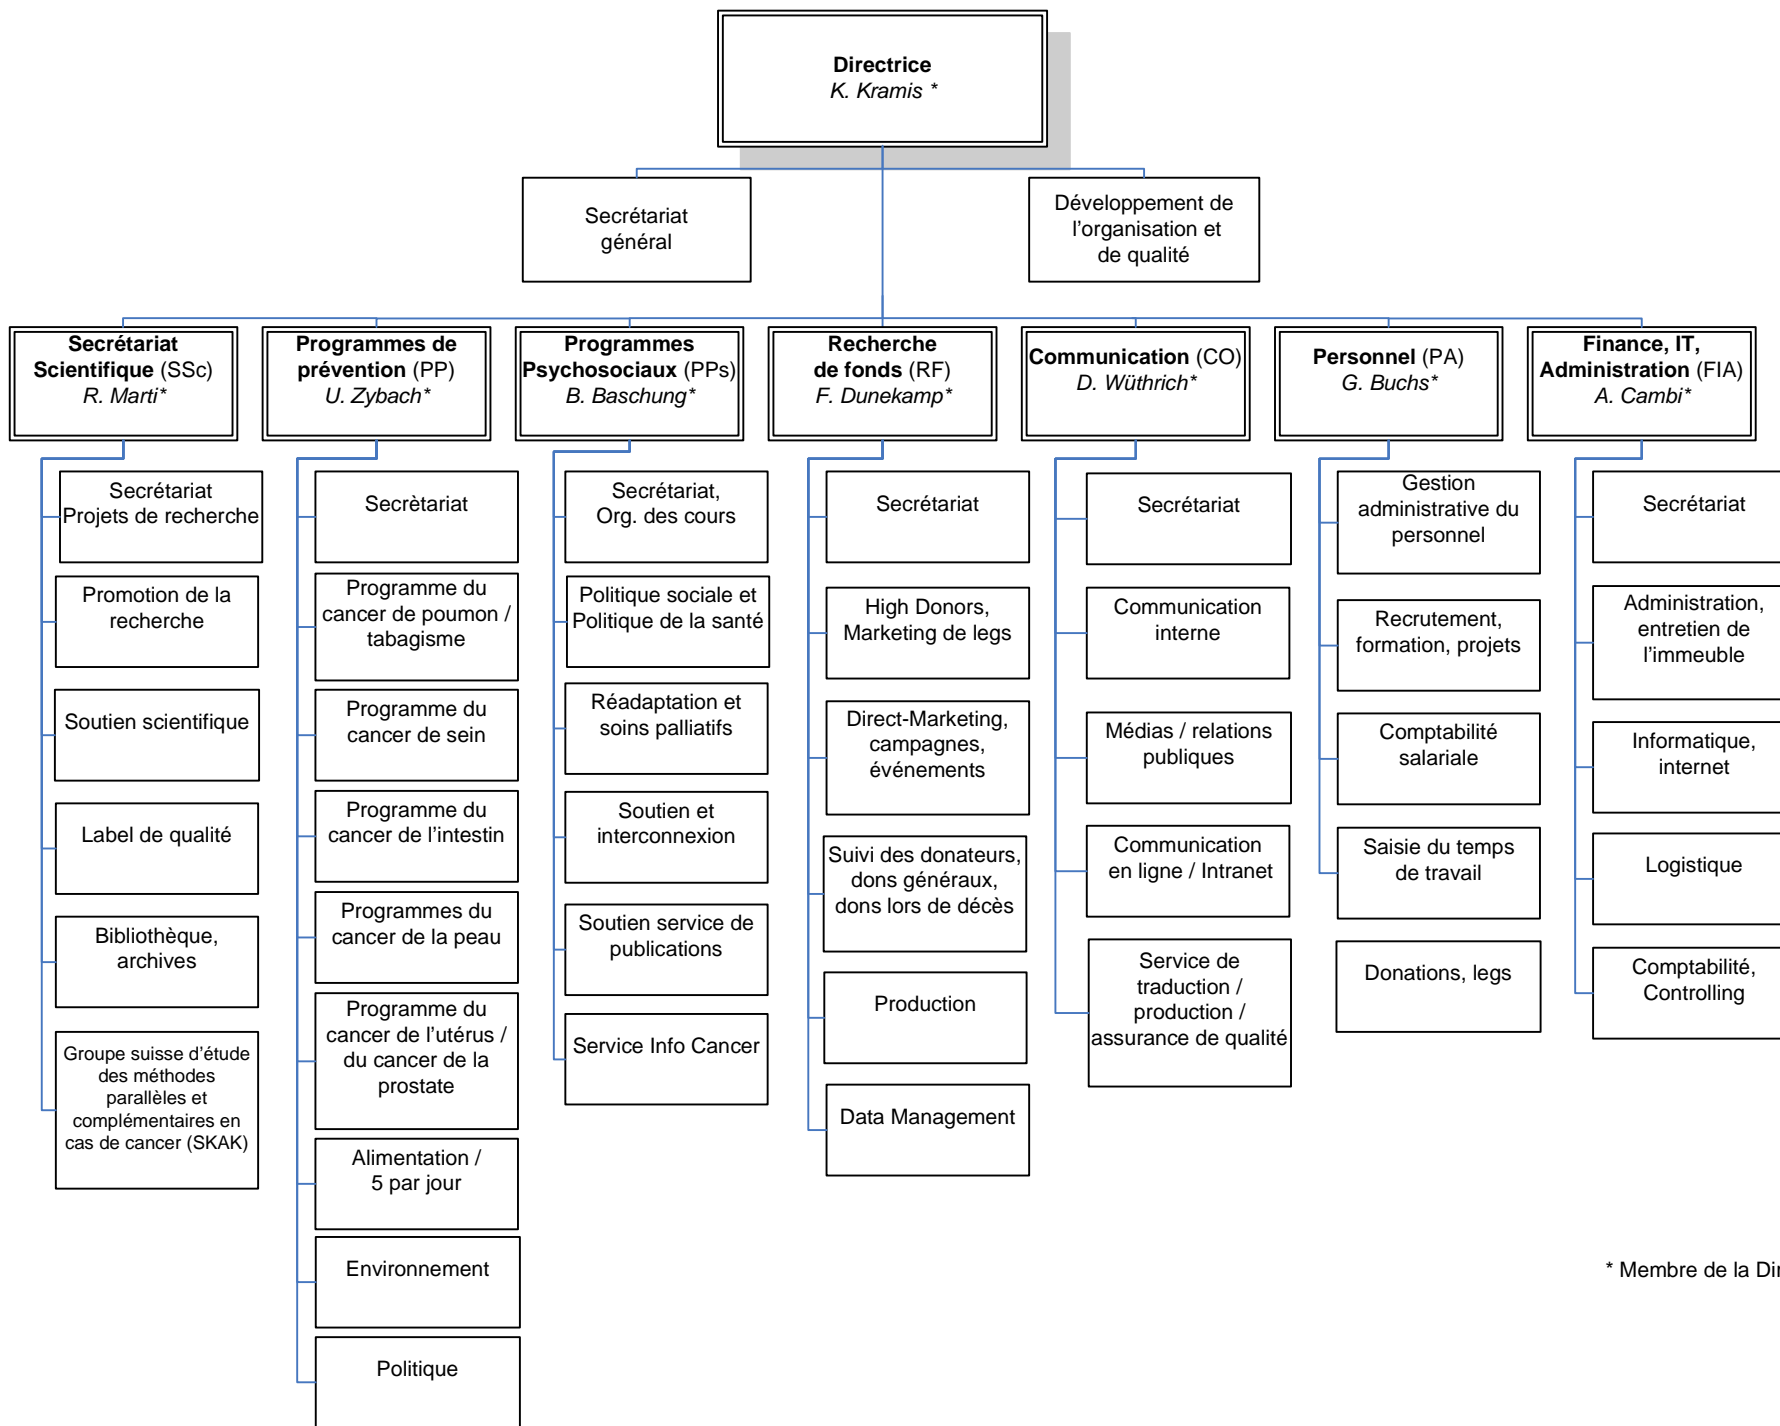 Directrice
K. Kramis *
Secrétariat
général
Développement de
l'organisation et
de qualité
Secrétariat
Scientifique (SSc)
R. Marti*
Programmes de
prévention (PP)
U. Zybach*
Programmes
Psychosociaux (PPs)
B. Baschung*
Recherche
de fonds (RF)
F. Dunekamp*
Communication (CO)
D. Wüthrich*
Personnel (PA)
G. Buchs*
Finance, IT,
Administration (FIA)
A. Cambi*
Secrétariat
Projets de recherche
Promotion de la
recherche
Soutien scientifique
Label de qualité
Bibliothèque,
archives
Groupe suisse d'étude
des méthodes
parallèles et
complémentaires en
cas de cancer (SKAK)
Secrètariat
Programme du
cancer de poumon /
tabagisme
Programme du
cancer de sein
Programme du
cancer de l'intestin
Programmes du
cancer de la peau
Programme du
cancer de l'utérus /
du cancer de la
prostate
Alimentation /
5 par jour
Environnement
Politique
Secrétariat,
Org. des cours
Politique sociale et
Politique de la santé
Réadaptation et
soins palliatifs
Soutien et
interconnexion
Soutien service de
publications
Service Info Cancer
Secrétariat
High Donors,
Marketing de legs
Direct-Marketing,
campagnes,
événements
Suivi des donateurs,
dons généraux,
dons lors de décès
Production
Data Management
Secrétariat
Communication
interne
Médias / relations
publiques
Communication
en ligne / Intranet
Service de
traduction /
production /
assurance de qualité
Gestion
administrative du
personnel
Recrutement,
formation, projets
Comptabilité
salariale
Saisie du temps
de travail
Donations, legs
Secrétariat
Administration,
entretien de
l'immeuble
Informatique,
internet
Logistique
Comptabilité,
Controlling
* Membre de la Dir